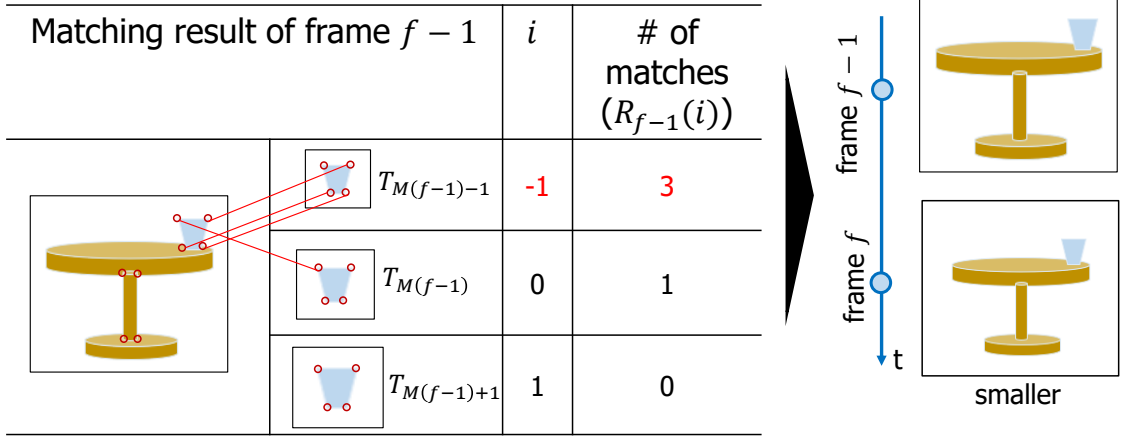 Matching result of frame 𝑓 − 1
𝑖
# of
matches
(𝑅_{𝑓−1}(𝑖))
𝑇_{𝑀(𝑓−1)−1}
-1
3
𝑇_{𝑀(𝑓−1)}
0
1
𝑇_{𝑀(𝑓−1)+1}
1
0
frame 𝑓 − 1
frame 𝑓
t
smaller